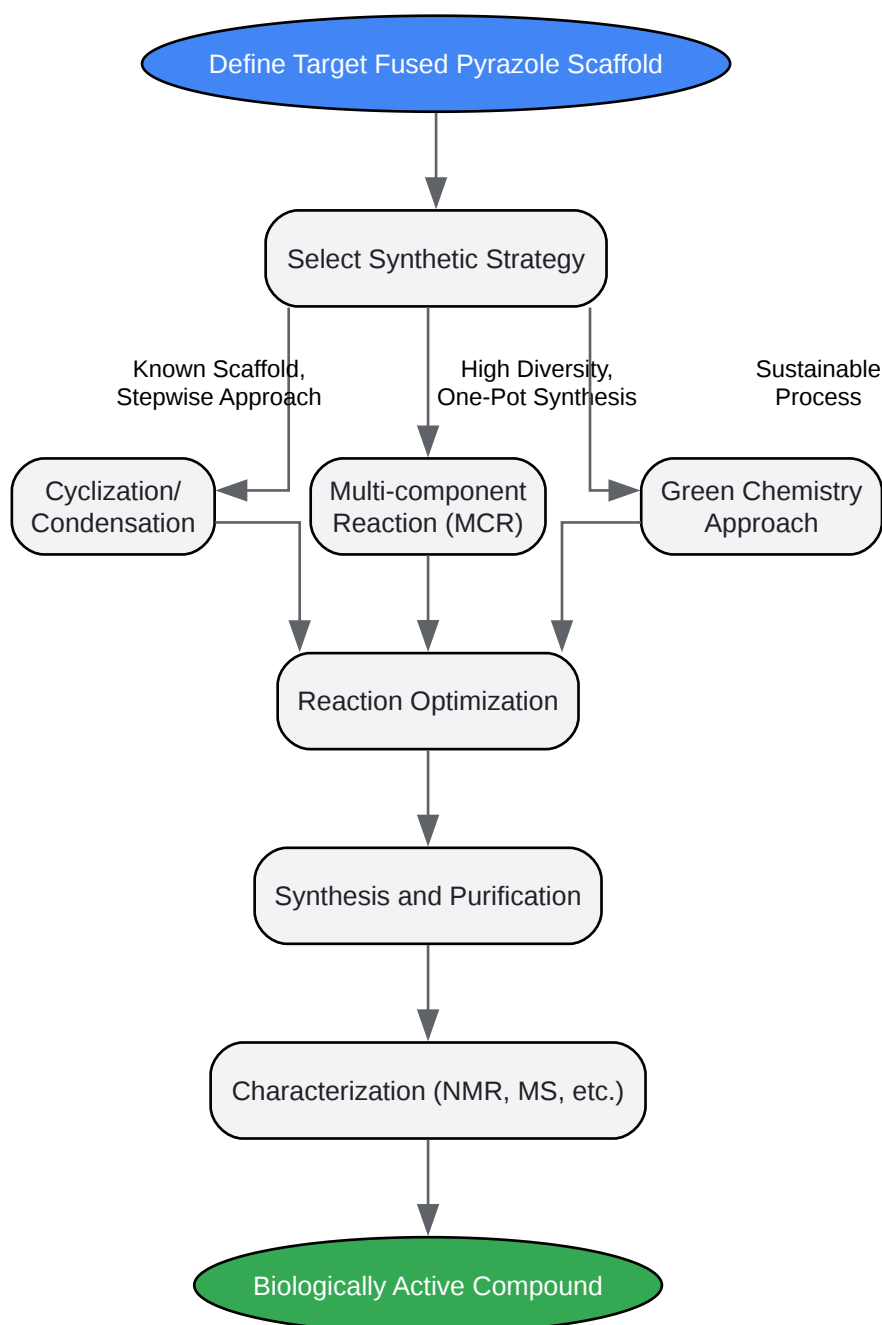 Define Target Fused Pyrazole Scaffold
Select Synthetic Strategy
Known Scaffold,
Stepwise Approach
High Diversity,
One-Pot Synthesis
Sustainable
Process
Cyclization/
Condensation
Multi-component
Reaction (MCR)
Green Chemistry
Approach
Reaction Optimization
Synthesis and Purification
Characterization (NMR, MS, etc.)
Biologically Active Compound